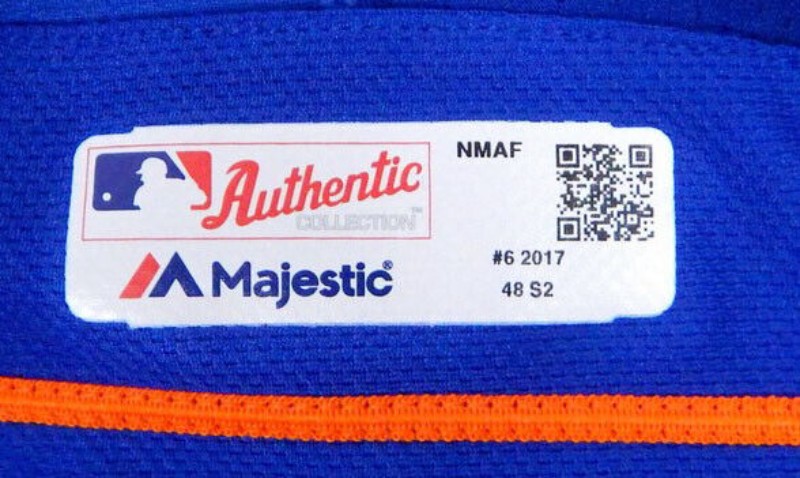 Authentic
COLLECTION™
Majestic®
NMAF
#6 2017
48 S2